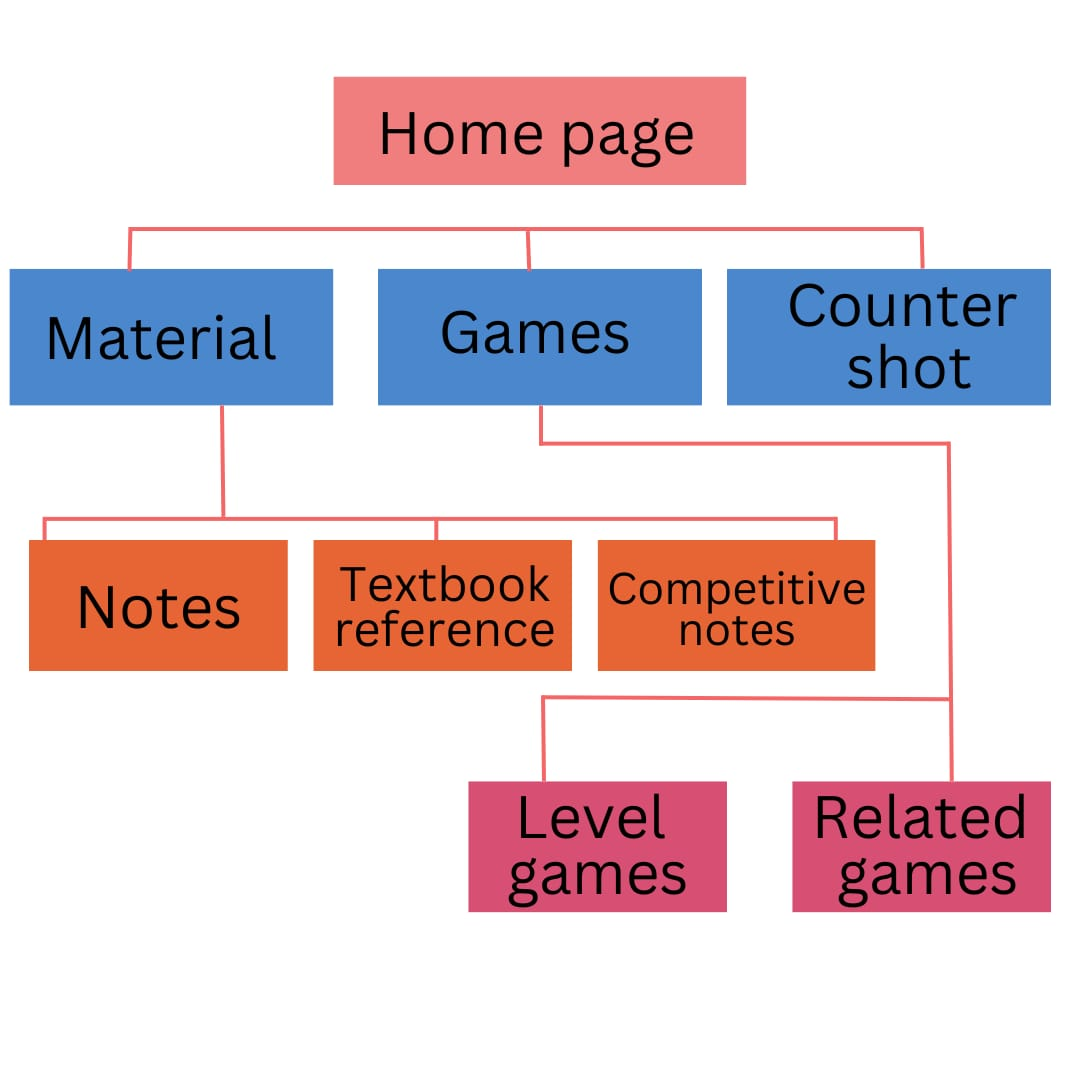 Home page
Material
Games
Counter
shot
Notes
Textbook
reference
Competitive
notes
Level
games
Related
games